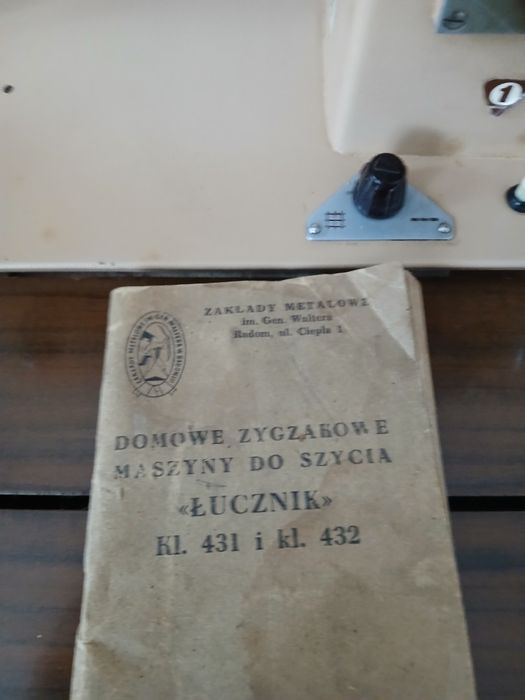 1
ZAKŁADY METALOWE
im. Gen. Waltera
Radom, ul. Ciepła 1
DOMOWE ZYGZAKOWE
MASZYNY DO SZYCIA
«ŁUCZNIK»
Kl. 431 i kl. 432